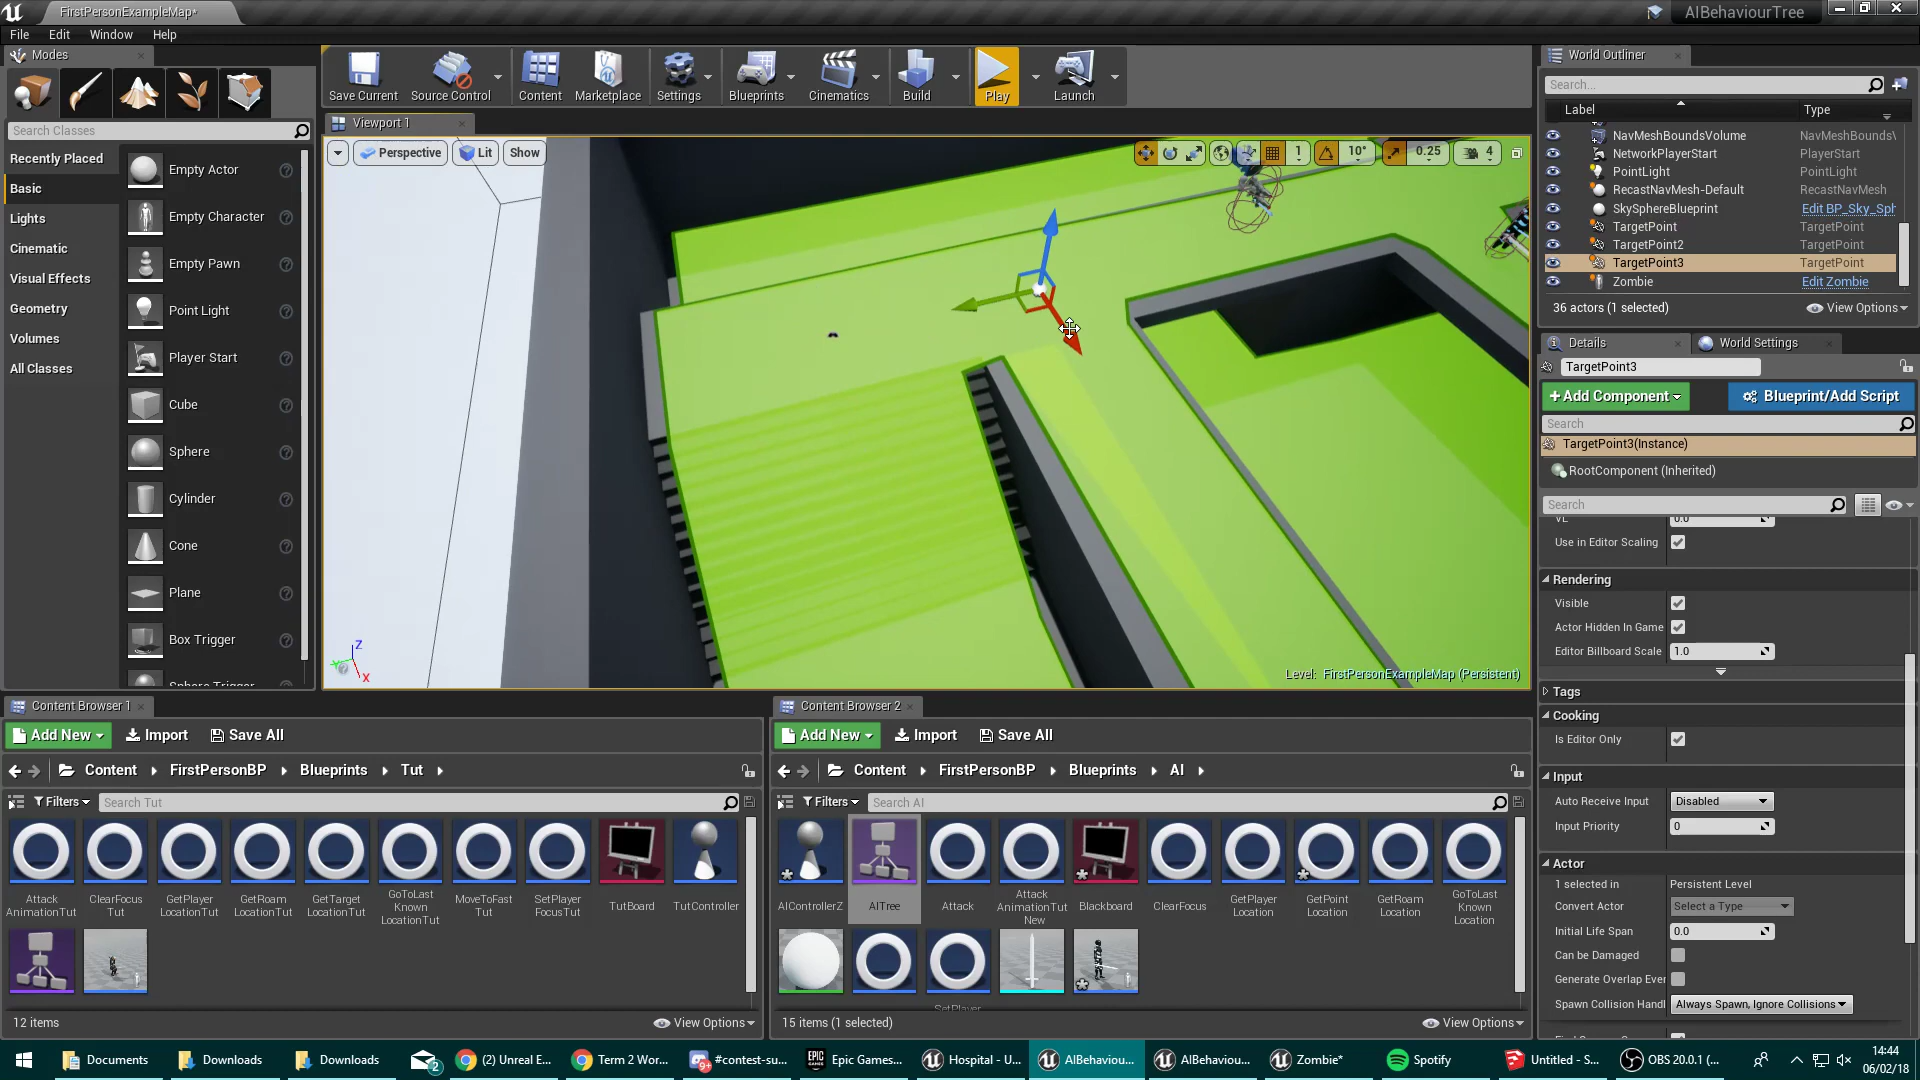 FirstPersonExampleMap*
AIBehaviourTree
File Edit Window Help
Modes
Search Classes
Recently Placed
Basic
Lights
Cinematic
Visual Effects
Geometry
Volumes
All Classes
Empty Actor
Empty Character
Empty Pawn
Point Light
Player Start
Cube
Sphere
Cylinder
Cone
Plane
Box Trigger
Sphere Trigger
Save Current
Source Control
Content
Marketplace
Settings
Blueprints
Cinematics
Build
Play
Launch
Viewport 1
Perspective Lit Show
1 10° 0.25 4
Z
X
Level: FirstPersonExampleMap (Persistent)
World Outliner
Search...
Label Type
NavMeshBoundsVolume NavMeshBounds\
NetworkPlayerStart PlayerStart
PointLight PointLight
RecastNavMesh-Default RecastNavMesh
SkySphereBlueprint Edit BP_Sky_Sph
TargetPoint TargetPoint
TargetPoint2 TargetPoint
TargetPoint3 TargetPoint
Zombie Edit Zombie
36 actors (1 selected) View Options
Details World Settings
TargetPoint3
+Add Component Blueprint/Add Script
Search
TargetPoint3(Instance)
RootComponent (Inherited)
Search
VL 0.0
Use in Editor Scaling
Rendering
Visible
Actor Hidden In Game
Editor Billboard Scale 1.0
Tags
Cooking
Is Editor Only
Input
Auto Receive Input Disabled
Input Priority 0
Actor
1 selected in Persistent Level
Convert Actor Select a Type
Initial Life Span 0.0
Can be Damaged
Generate Overlap Ever
Spawn Collision Handl Always Spawn, Ignore Collisions
Content Browser 1
Add New Import Save All
Content FirstPersonBP Blueprints Tut
Filters Search Tut
Attack AnimationTut
ClearFocus Tut
GetPlayer LocationTut
GetRoam LocationTut
GetTarget LocationTut
GoToLast Known LocationTut
MoveToFast Tut
SetPlayer FocusTut
TutBoard
TutController
12 items View Options
Content Browser 2
Add New Import Save All
Content FirstPersonBP Blueprints AI
Filters Search AI
AIControllerZ
AITree
Attack
Attack AnimationTut New
Blackboard
ClearFocus
GetPlayer Location
GetPoint Location
GetRoam Location
GoToLast Known Location
SetPlayer
15 items (1 selected) View Options
Documents
Downloads
Downloads
2
(2) Unreal E...
Term 2 Wor...
9+
#contest-su...
EPIC GAMES
Epic Games...
Hospital - U...
AIBehaviou...
AIBehaviou...
Zombie*
Spotify
Untitled - S...
OBS 20.0.1 (...
14:44
06/02/18